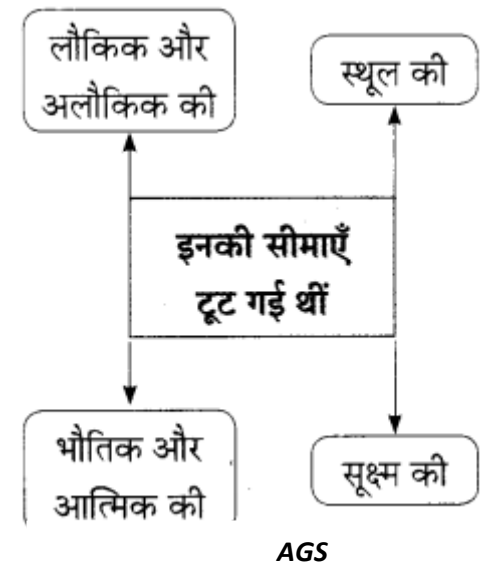 लौकिक और
अलौकिक की
स्थूल की
इनकी सीमाएँ
टूट गई थीं
भौतिक और
आत्मिक की
सूक्ष्म की
AGS